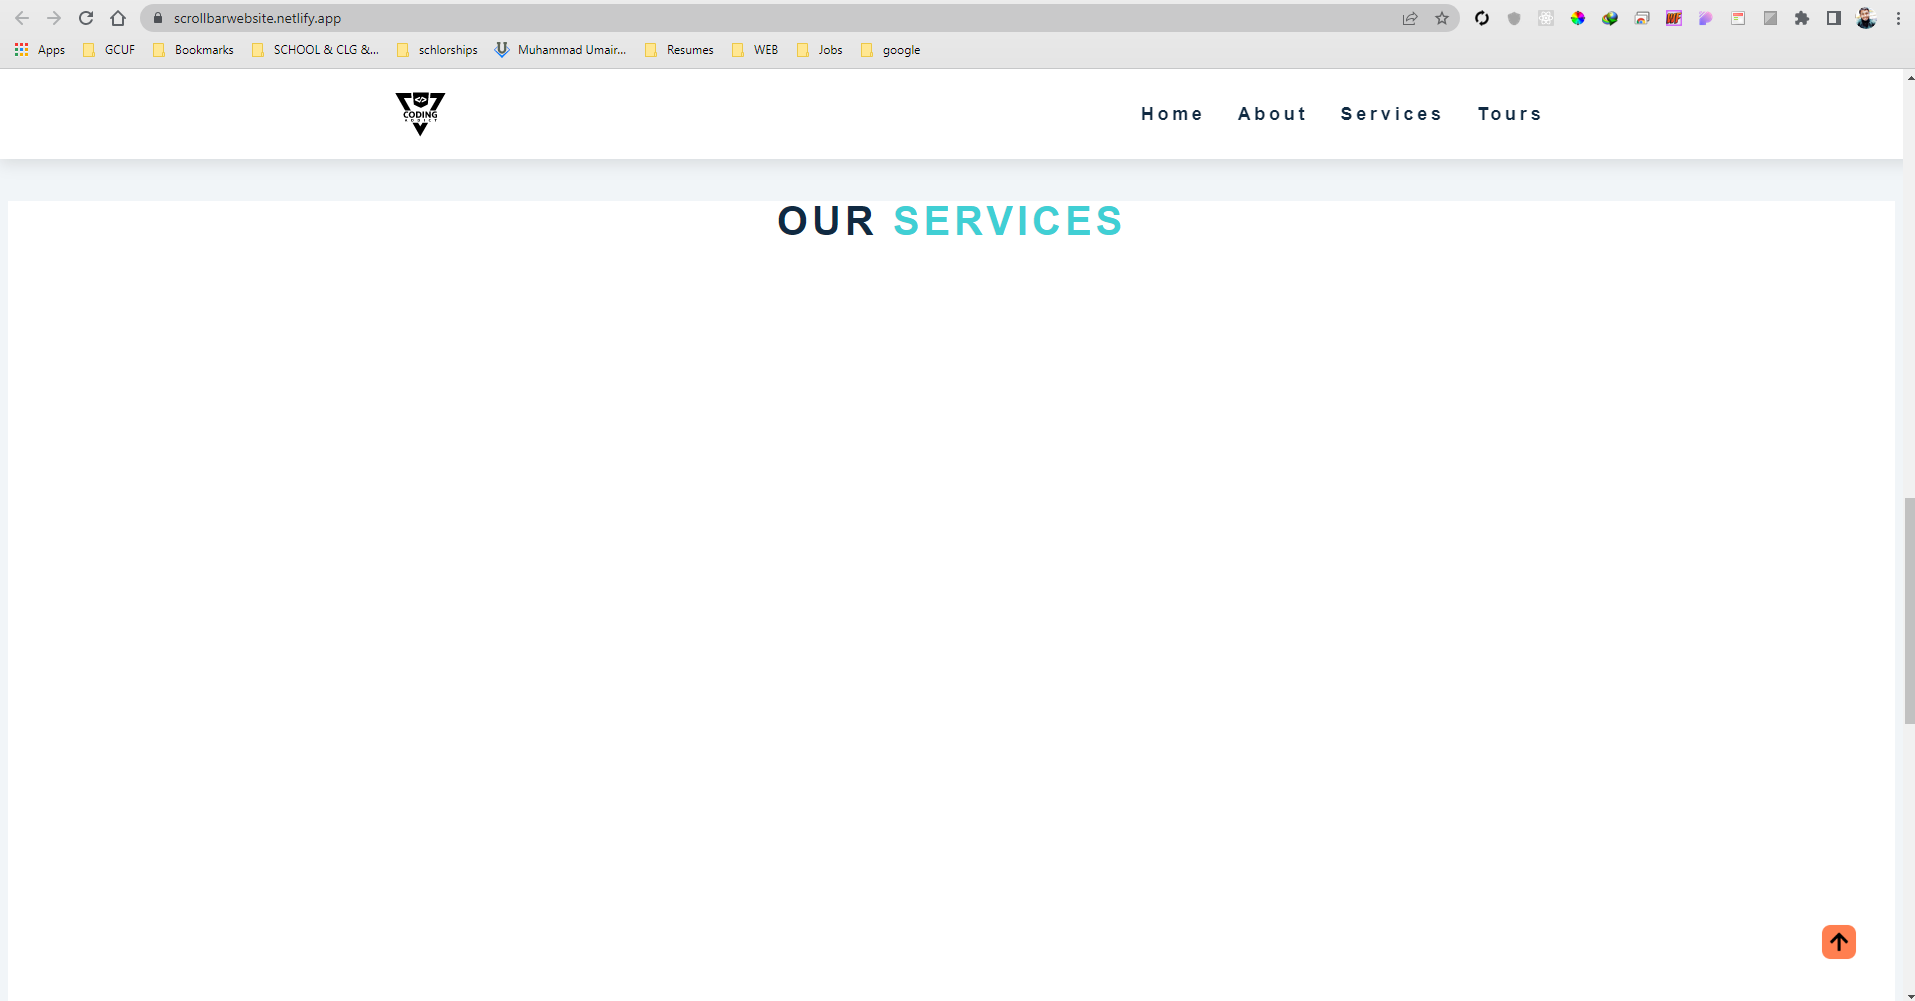 scrollbarwebsite.netlify.app
Apps GCUF Bookmarks SCHOOL & CLG &... schlorships Muhammad Umair... Resumes WEB Jobs google
CODING
ADDICT
Home About Services Tours
OUR SERVICES